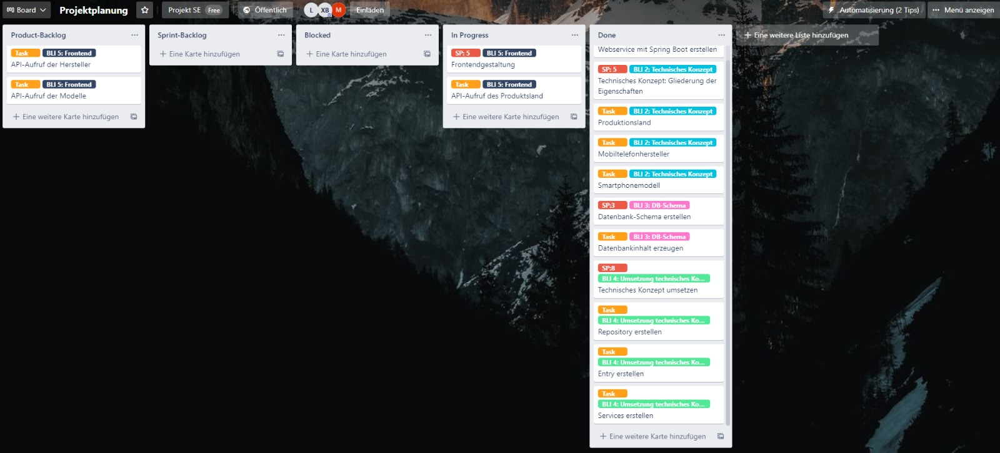 Board
Projektplanung
Projekt SE Free
Öffentlich
L XB M
Einladen
Automatisierung (2 Tips)
Menü anzeigen
Product-Backlog
Task BLI 5: Frontend
API-Aufruf der Hersteller
Task BLI 5: Frontend
API-Aufruf der Modelle
Eine weitere Karte hinzufügen
Sprint-Backlog
Eine Karte hinzufügen
Blocked
Eine Karte hinzufügen
In Progress
SP: 5 BLI 5: Frontend
Frontendgestaltung
Task BLI 5: Frontend
API-Aufruf des Produktsland
Eine weitere Karte hinzufügen
Done
Webservice mit Spring Boot erstellen
SP: 5 BLI 2: Technisches Konzept
Technisches Konzept: Gliederung der
Eigenschaften
Task BLI 2: Technisches Konzept
Produktionsland
Task BLI 2: Technisches Konzept
Mobiltelefonhersteller
Task BLI 2: Technisches Konzept
Smartphonemodell
SP:3 BLI 3: DB-Schema
Datenbank-Schema erstellen
Task BLI 3: DB-Schema
Datenbankinhalt erzeugen
SP:8
BLI 4: Umsetzung technisches Ko...
Technisches Konzept umsetzen
Task
BLI 4: Umsetzung technisches Ko...
Repository erstellen
Task
BLI 4: Umsetzung technisches Ko...
Entry erstellen
Task
BLI 4: Umsetzung technisches Ko...
Services erstellen
Eine weitere Karte hinzufügen
Eine weitere Liste hinzufügen